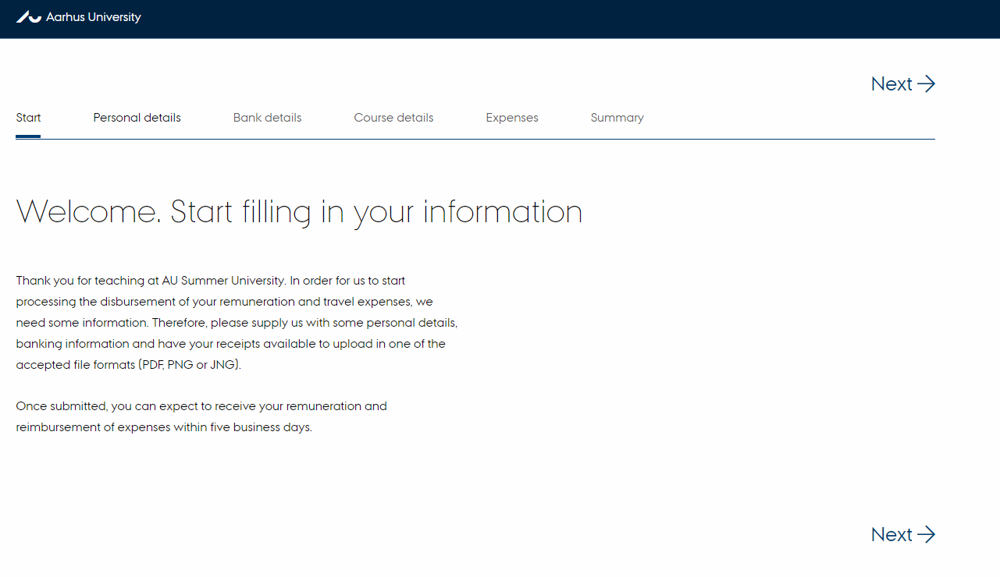 Aarhus University
Next
Start Personal details Bank details Course details Expenses Summary
Welcome. Start filling in your information
Thank you for teaching at AU Summer University. In order for us to start
processing the disbursement of your remuneration and travel expenses, we
need some information. Therefore, please supply us with some personal details,
banking information and have your receipts available to upload in one of the
accepted file formats (PDF, PNG or JNG).
Once submitted, you can expect to receive your remuneration and
reimbursement of expenses within five business days.
Next